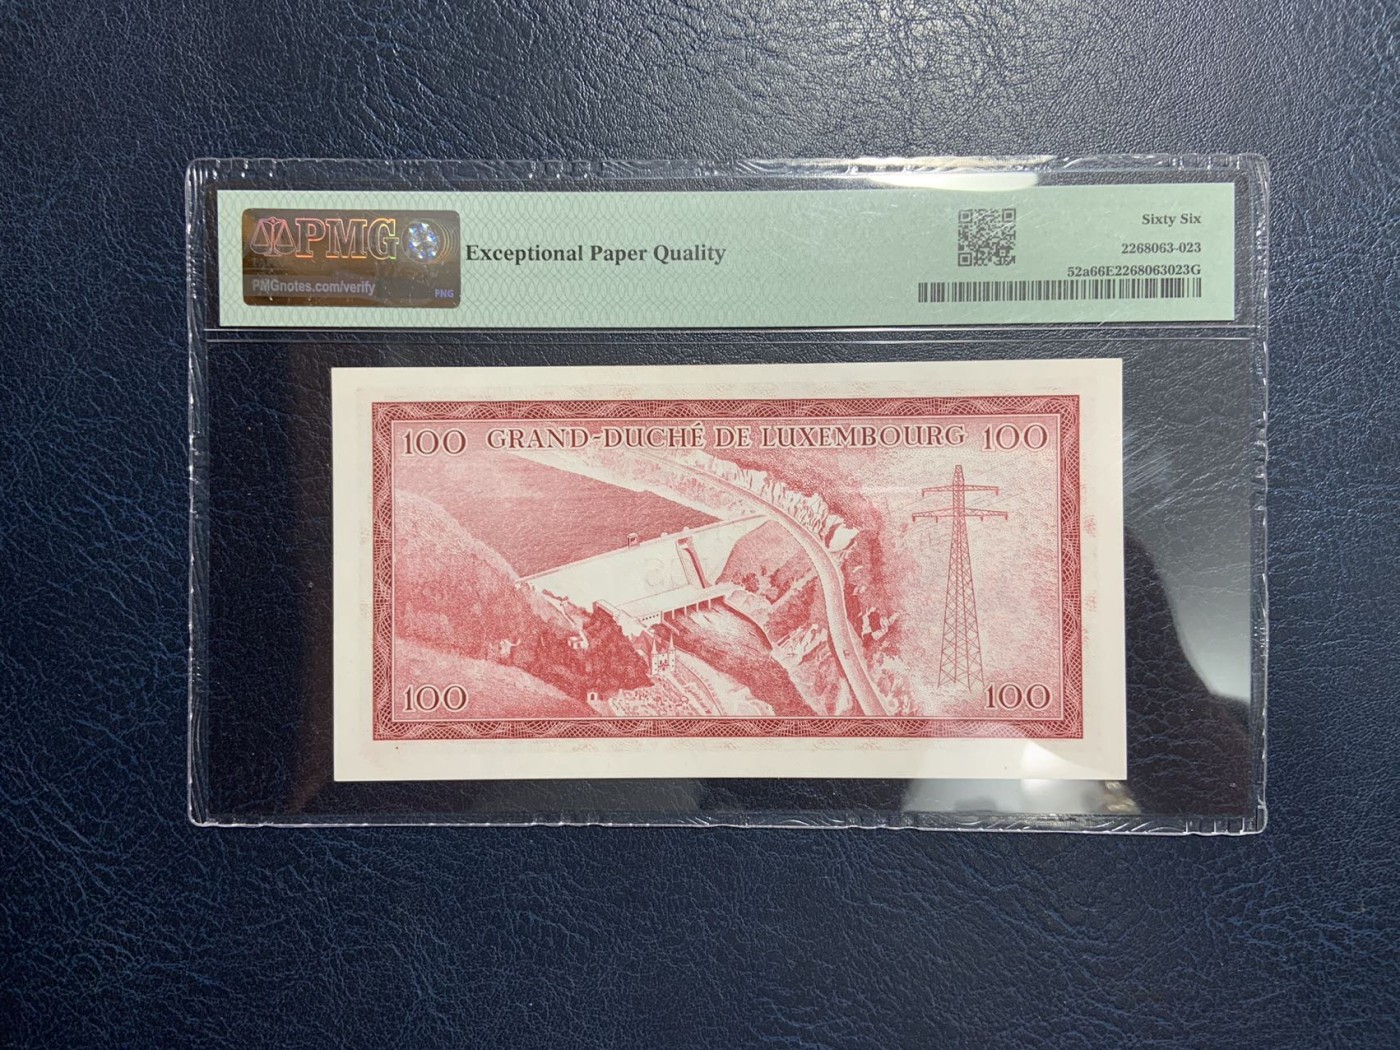 PMG
PMGnotes.com/verify
PNG
Exceptional Paper Quality
Sixty Six
2268063-023
52a66E2268063023G
100 GRAND-DUCHÉ DE LUXEMBOURG 100
100 100